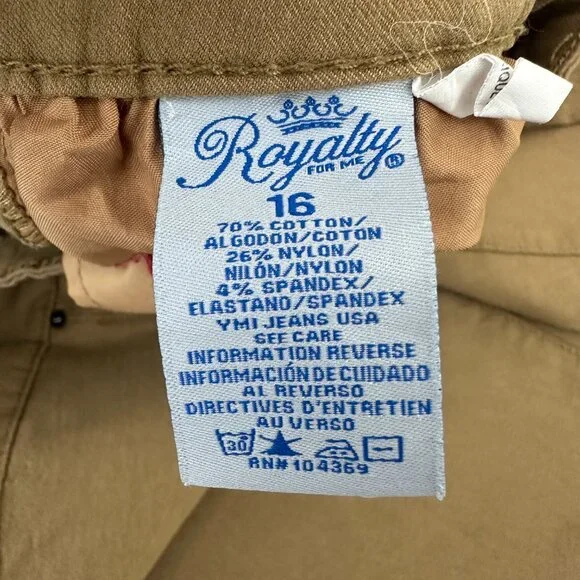 Royalty
FOR ME ®
16
70% COTTON/
ALGODON/COTON
26% NYLON/
NILÓN/NYLON
4% SPANDEX/
ELASTANO/SPANDEX
YMI JEANS USA
SEE CARE
INFORMATION REVERSE
INFORMACIÓN DE CUIDADO
AL REVERSO
DIRECTIVES D'ENTRETIEN
AU VERSO
30
RN# 104369